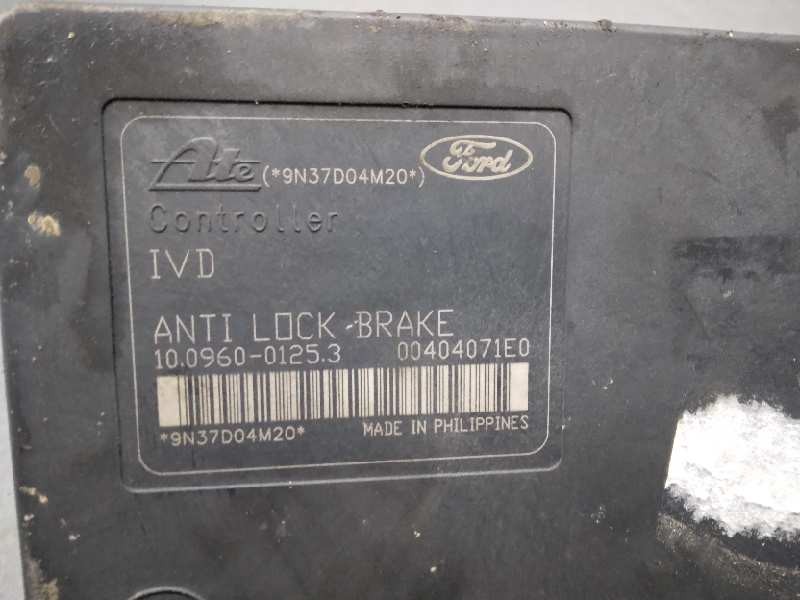 Ate (*9N37D04M20*) Ford
Controller
IVD
ANTI LOCK BRAKE
10.0960-0125.3 00404071E0
*9N37D04M20* MADE IN PHILIPPINES